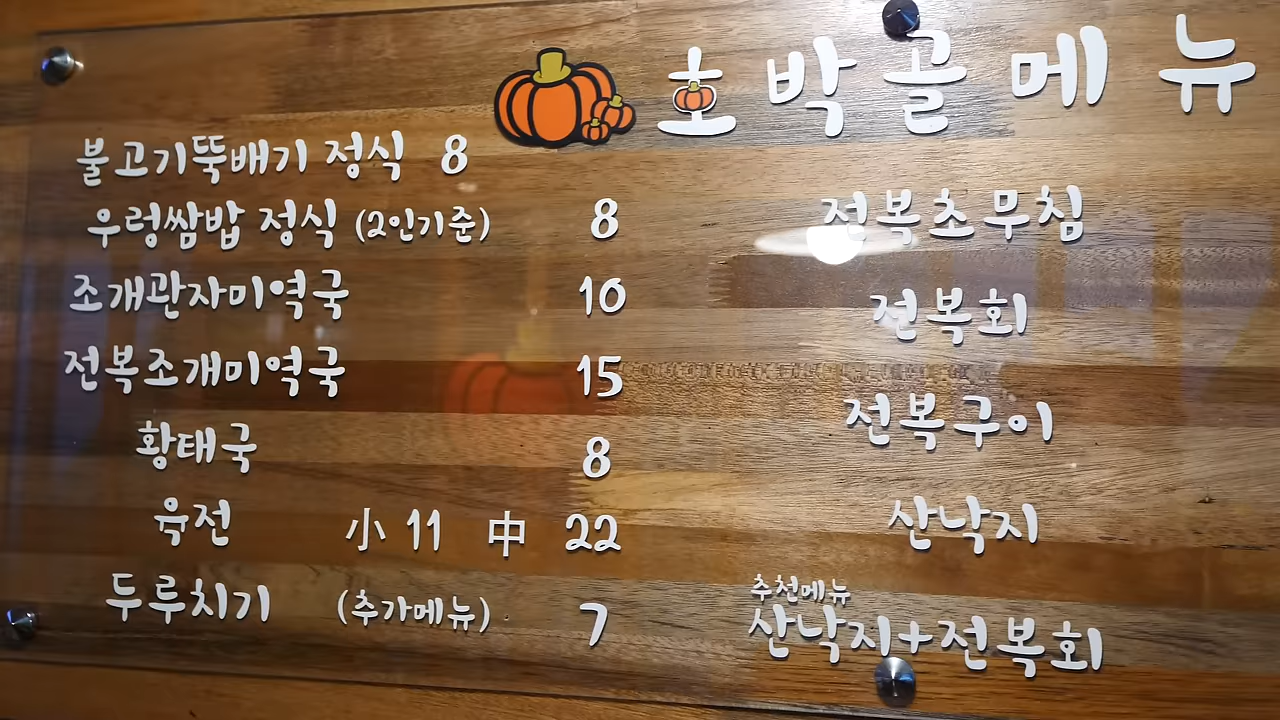 호박골메뉴
불고기뚝배기 정식 8
우렁쌈밥 정식 (2인기준) 8
조개관자미역국 10
전복조개미역국 15
황태국 8
육전 小 11 中 22
두루치기 (추가메뉴) 7
전복초무침
전복회
전복구이
산낙지
추천메뉴
산낙지+전복회